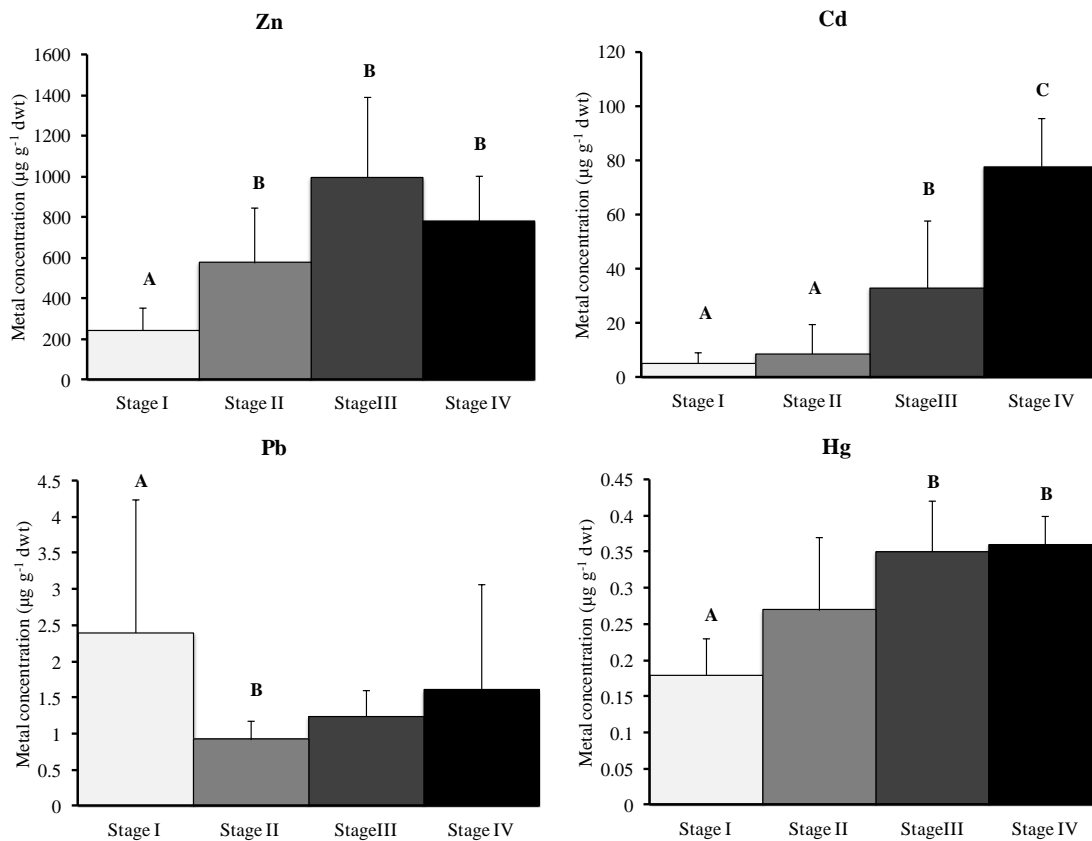 Zn
Metal concentration (µg g-1 dwt)
1600
1400
1200
1000
800
600
400
200
0
A
B
B
B
Stage I
Stage II
StageIII
Stage IV
Cd
Metal concentration (µg g-1 dwt)
120
100
80
60
40
20
0
A
A
B
C
Stage I
Stage II
StageIII
Stage IV
Pb
Metal concentration (µg g-1 dwt)
4.5
4
3.5
3
2.5
2
1.5
1
0.5
0
A
B
Stage I
Stage II
StageIII
Stage IV
Hg
Metal concentration (µg g-1 dwt)
0.45
0.4
0.35
0.3
0.25
0.2
0.15
0.1
0.05
0
A
B
B
Stage I
Stage II
StageIII
Stage IV